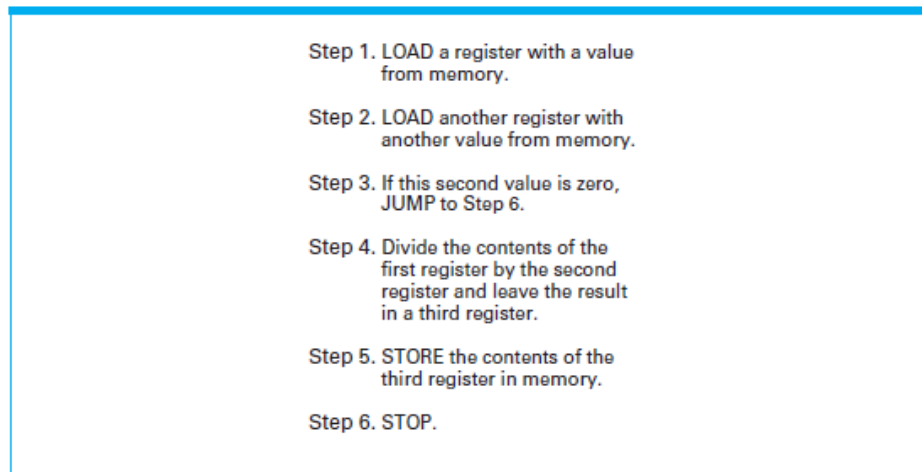 Step 1. LOAD a register with a value
from memory.
Step 2. LOAD another register with
another value from memory.
Step 3. If this second value is zero,
JUMP to Step 6.
Step 4. Divide the contents of the
first register by the second
register and leave the result
in a third register.
Step 5. STORE the contents of the
third register in memory.
Step 6. STOP.